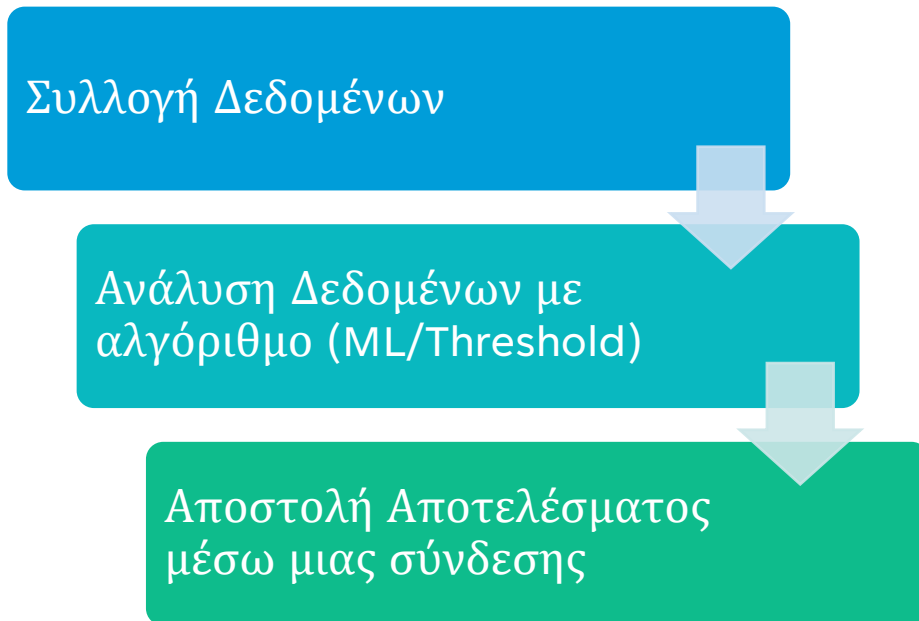 Συλλογή Δεδομένων
Ανάλυση Δεδομένων με
αλγόριθμο (ML/Threshold)
Αποστολή Αποτελέσματος
μέσω μιας σύνδεσης